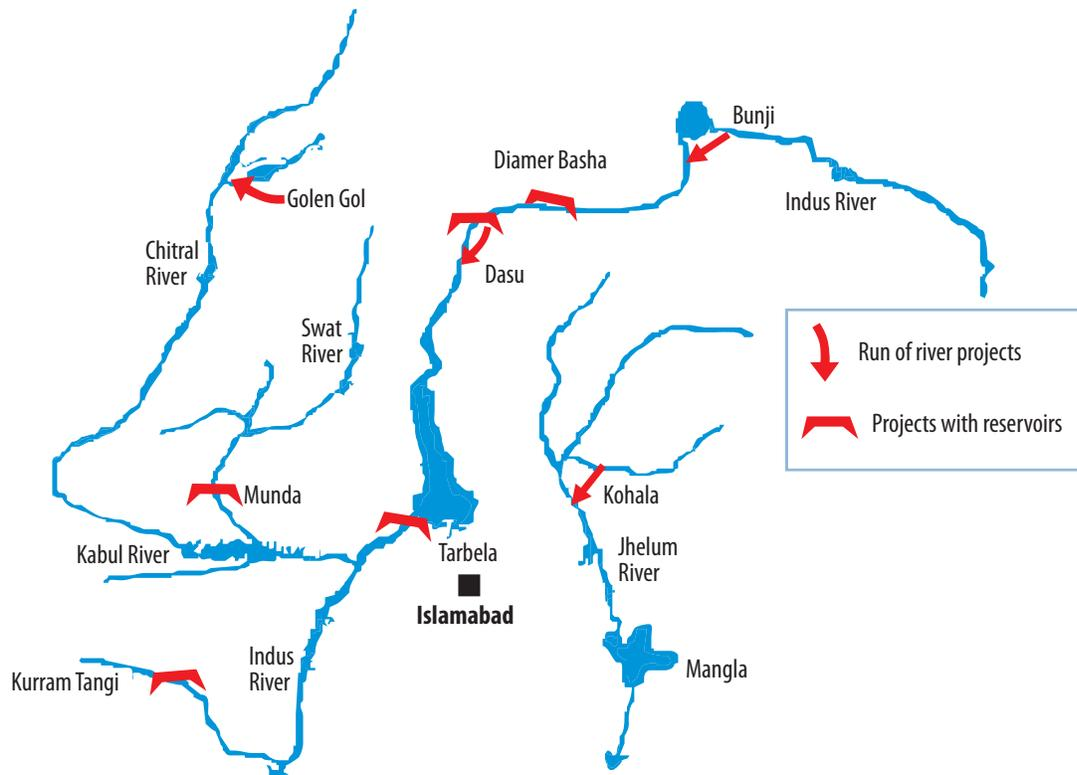 Bunji
Diamer Basha
Golen Gol
Indus River
Chitral
River
Dasu
Swat
River
Run of river projects
Projects with reservoirs
Munda
Kohala
Kabul River
Tarbela
Jhelum
River
Islamabad
Indus
River
Kurram Tangi
Mangla